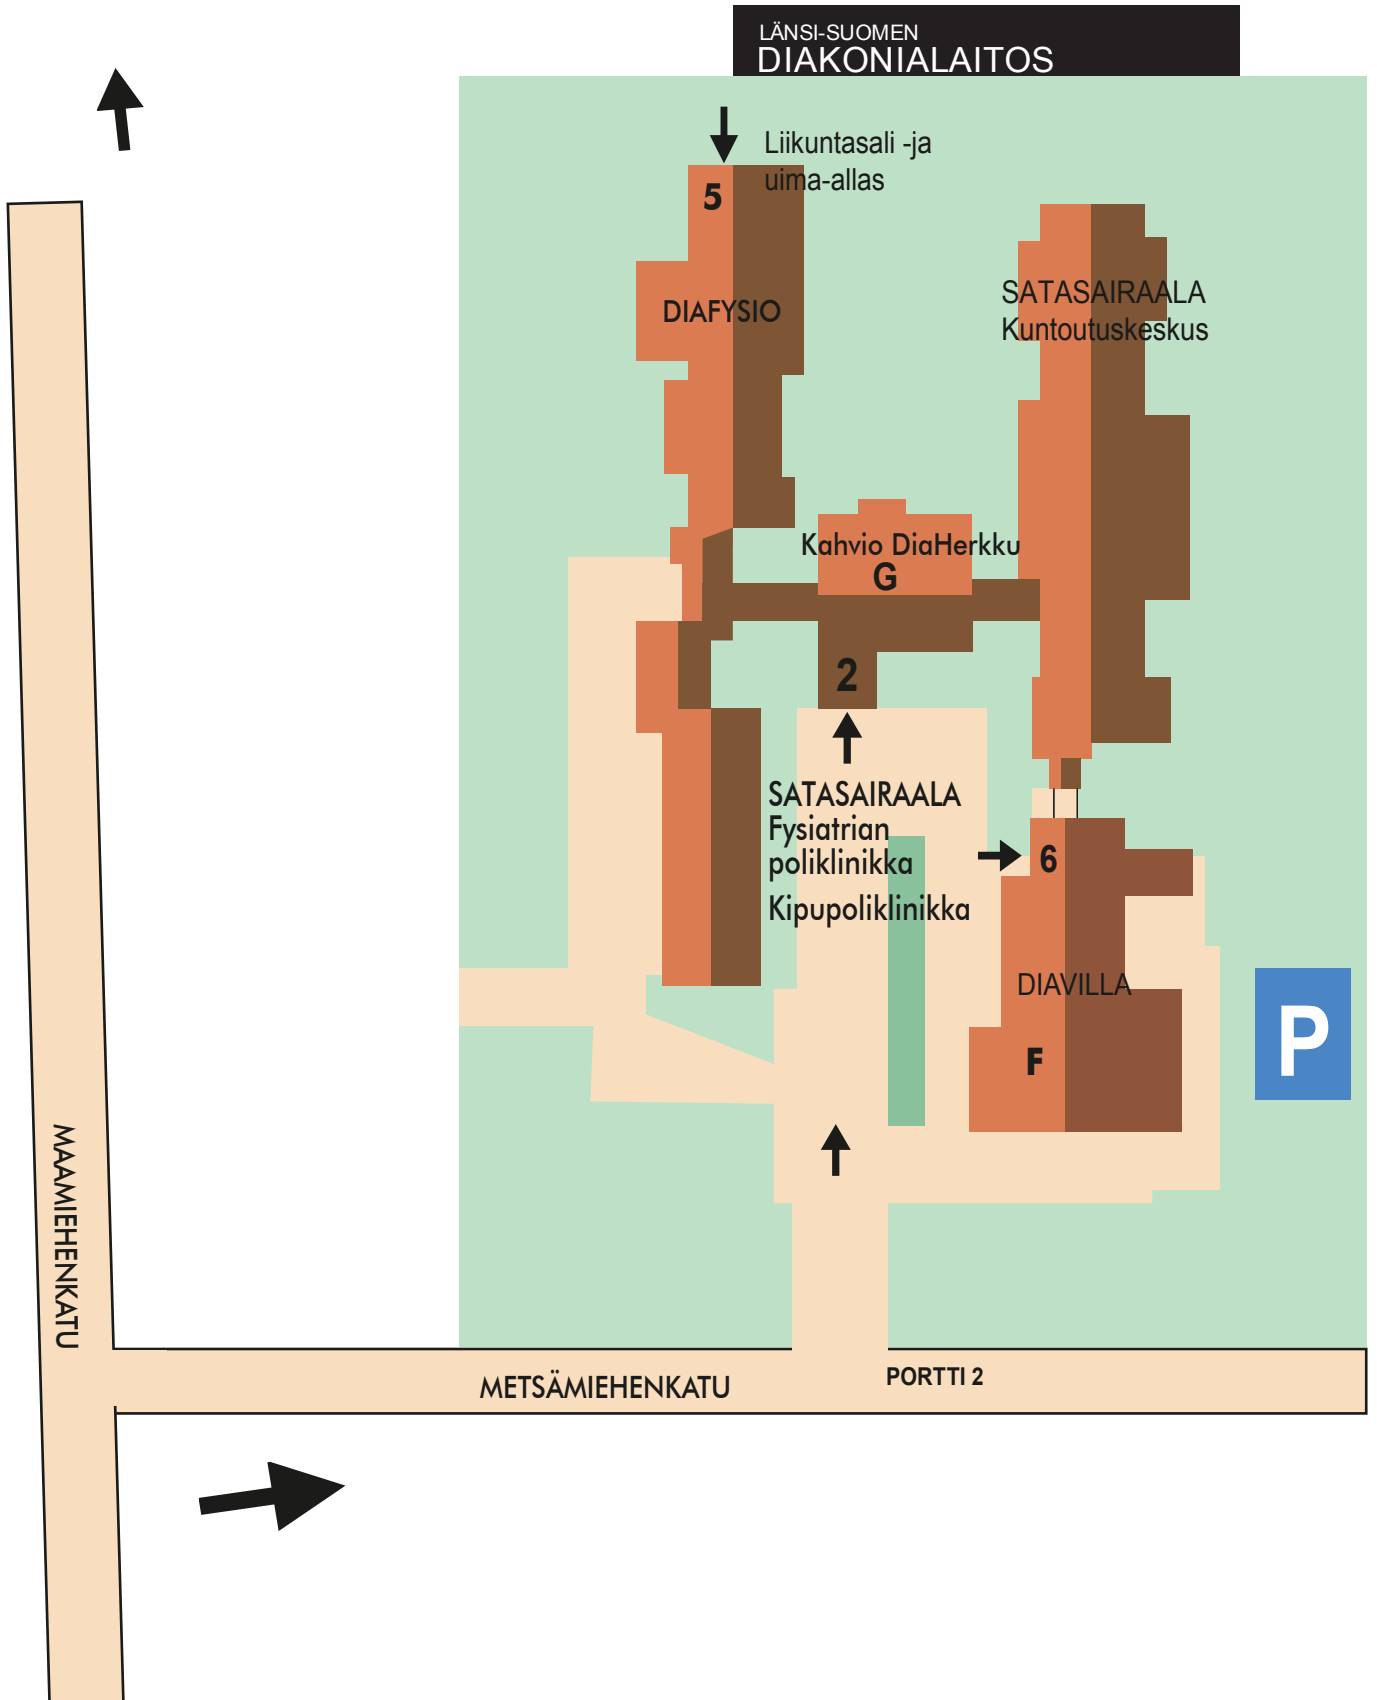 LÄNSI-SUOMEN
DIAKONIALAITOS
Liikuntasali -ja
uima-allas
5
DIAFYSIO
SATASAIRAALA
Kuntoutuskeskus
Kahvio DiaHerkku
G
2
SATASAIRAALA
Fysiatrian
poliklinikka
Kipupoliklinikka
6
DIAVILLA
F
P
MAAMIEHENKATU
METSÄMIEHENKATU
PORTTI 2